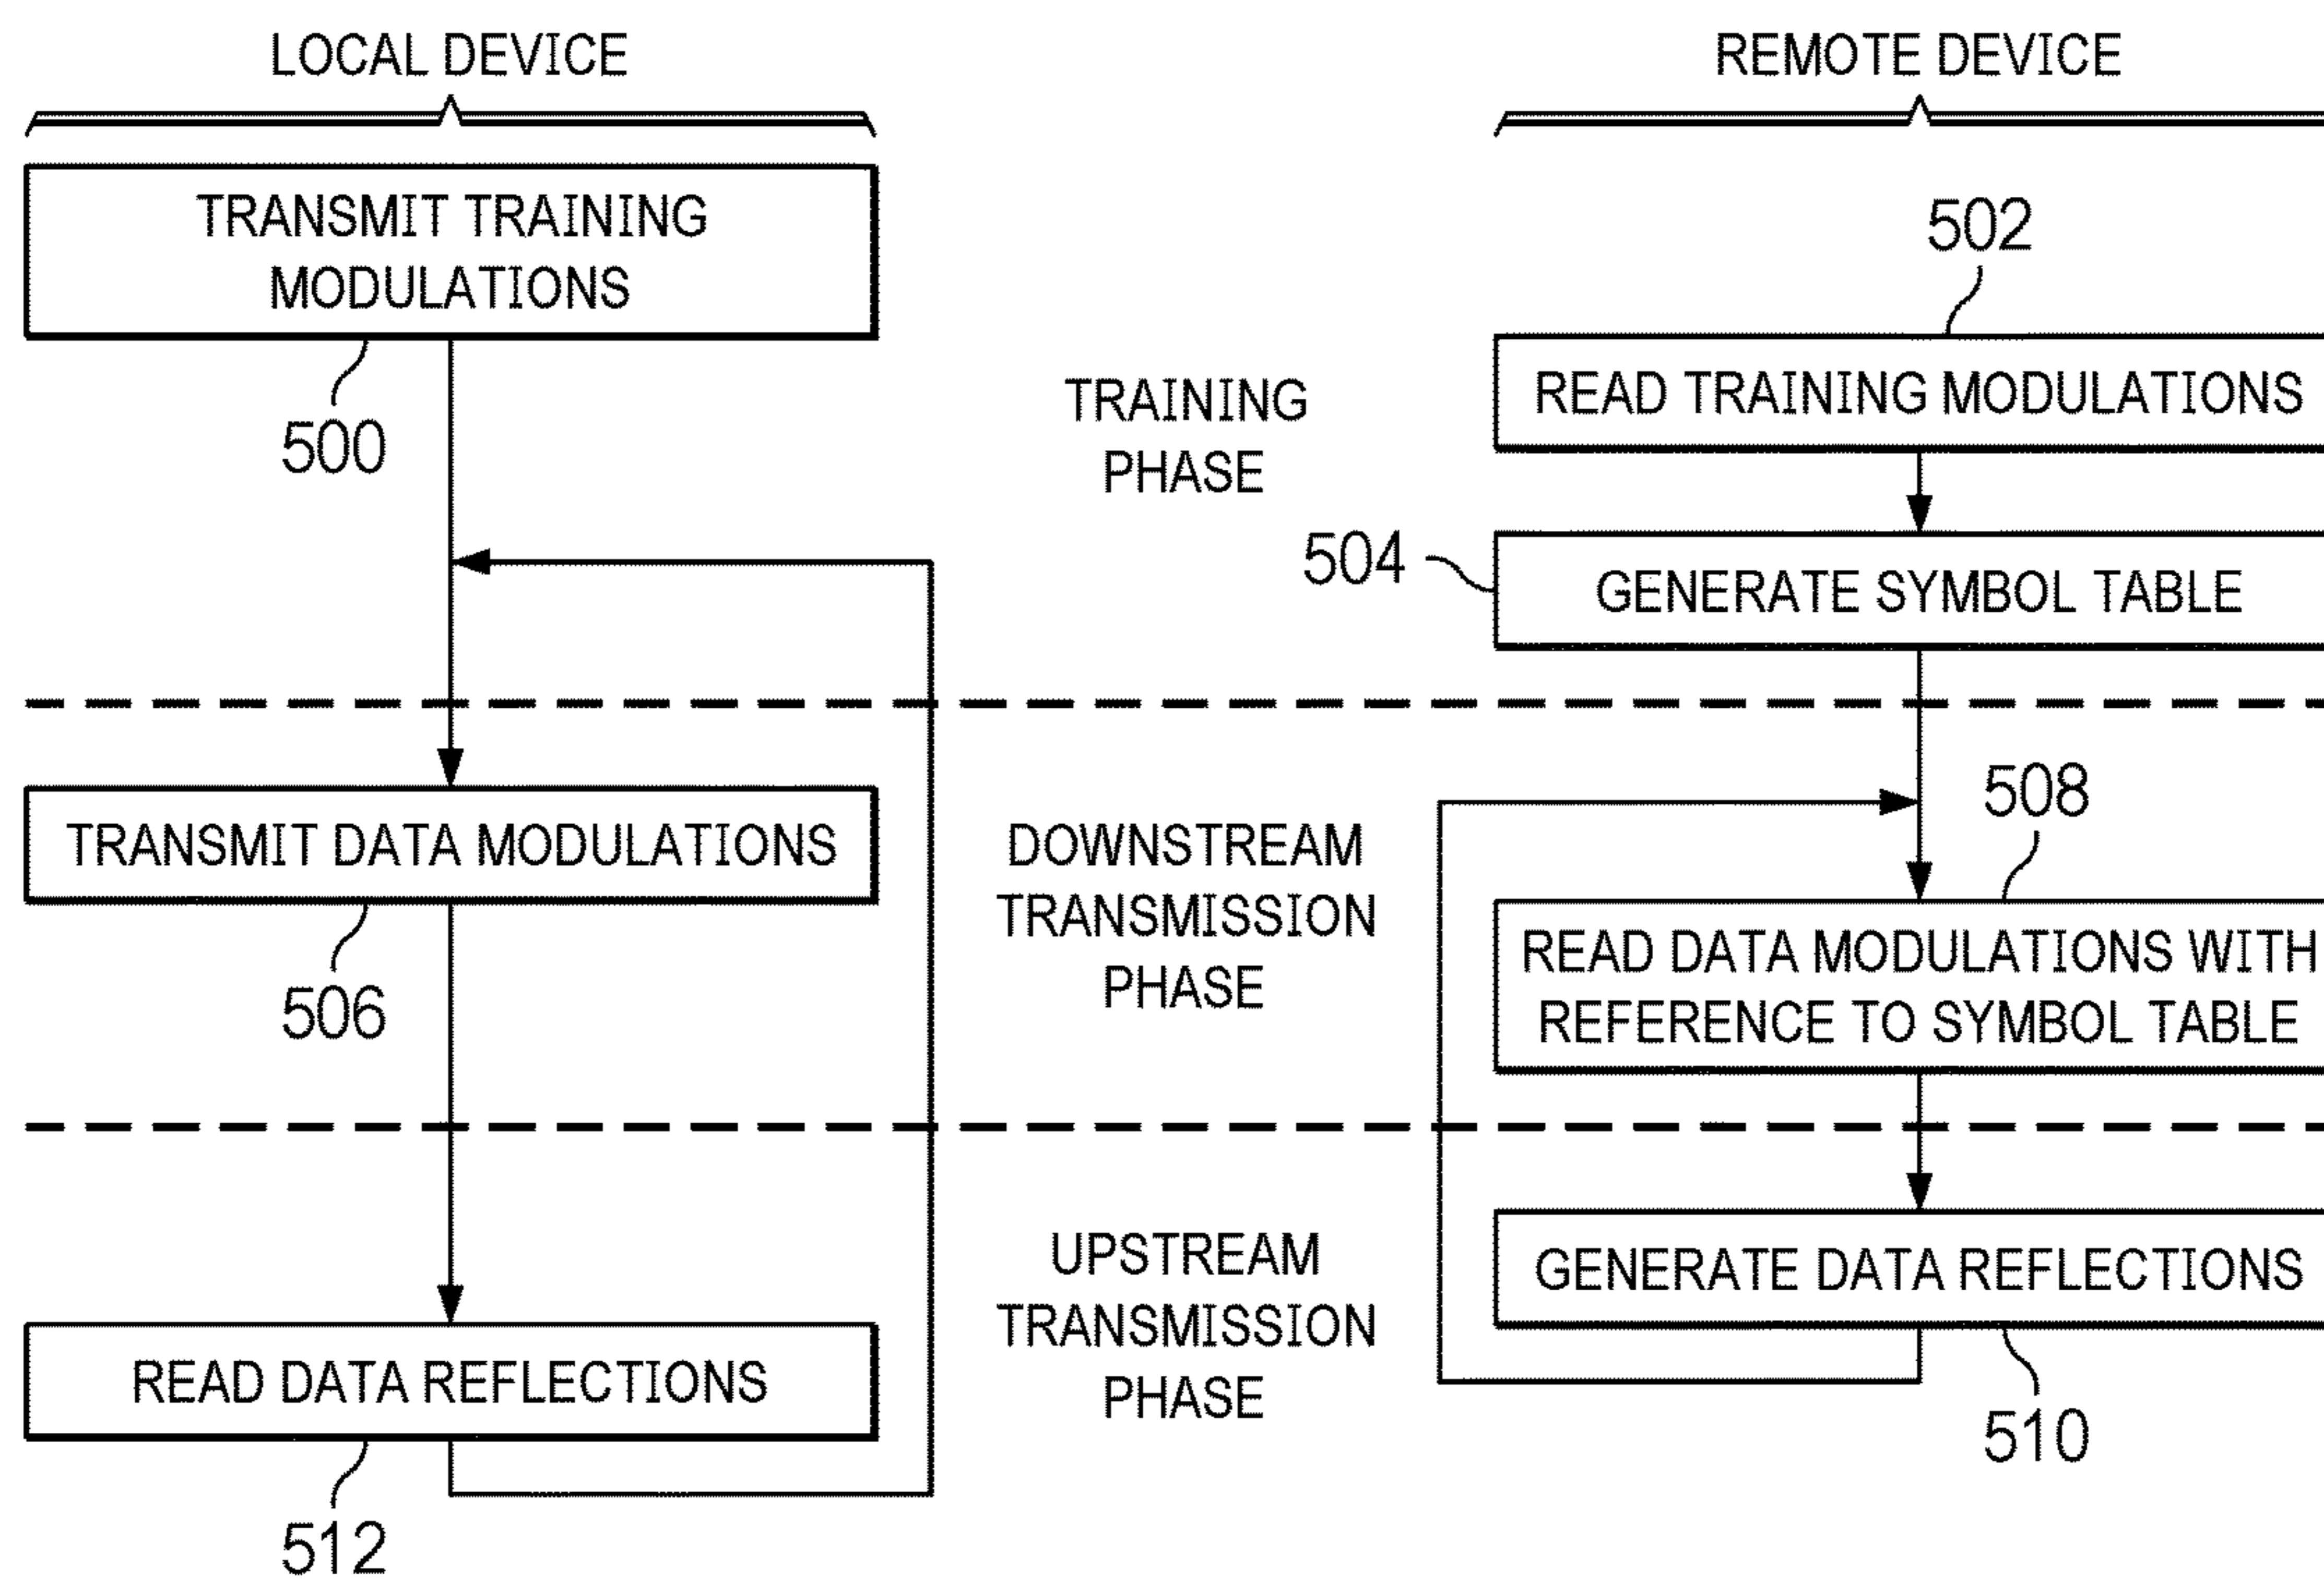 LOCAL DEVICE
REMOTE DEVICE
TRANSMIT TRAINING
MODULATIONS
500
TRAINING
PHASE
502
READ TRAINING MODULATIONS
504
GENERATE SYMBOL TABLE
TRANSMIT DATA MODULATIONS
506
DOWNSTREAM
TRANSMISSION
PHASE
508
READ DATA MODULATIONS WITH
REFERENCE TO SYMBOL TABLE
READ DATA REFLECTIONS
512
UPSTREAM
TRANSMISSION
PHASE
GENERATE DATA REFLECTIONS
510